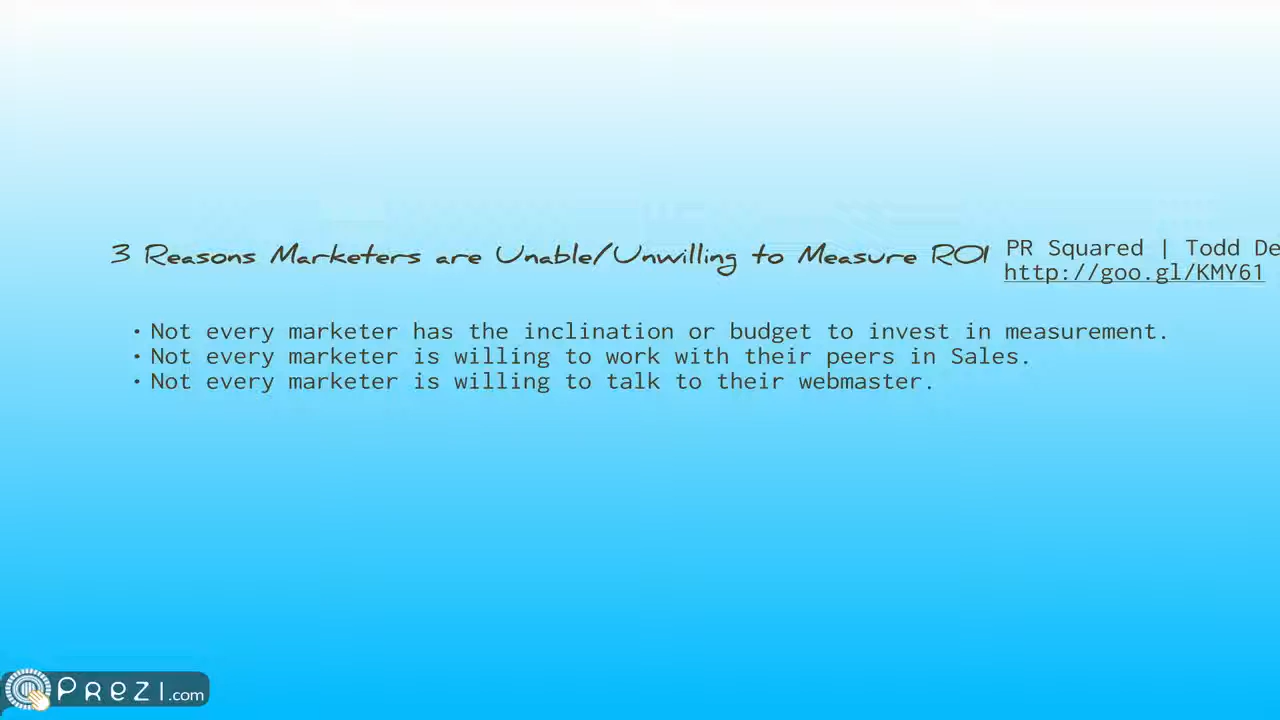 3 Reasons Marketers are Unable/Unwilling to Measure ROI
PR Squared | Todd De
http://goo.gl/KMY61
• Not every marketer has the inclination or budget to invest in measurement.
• Not every marketer is willing to work with their peers in Sales.
• Not every marketer is willing to talk to their webmaster.
PREZI.com